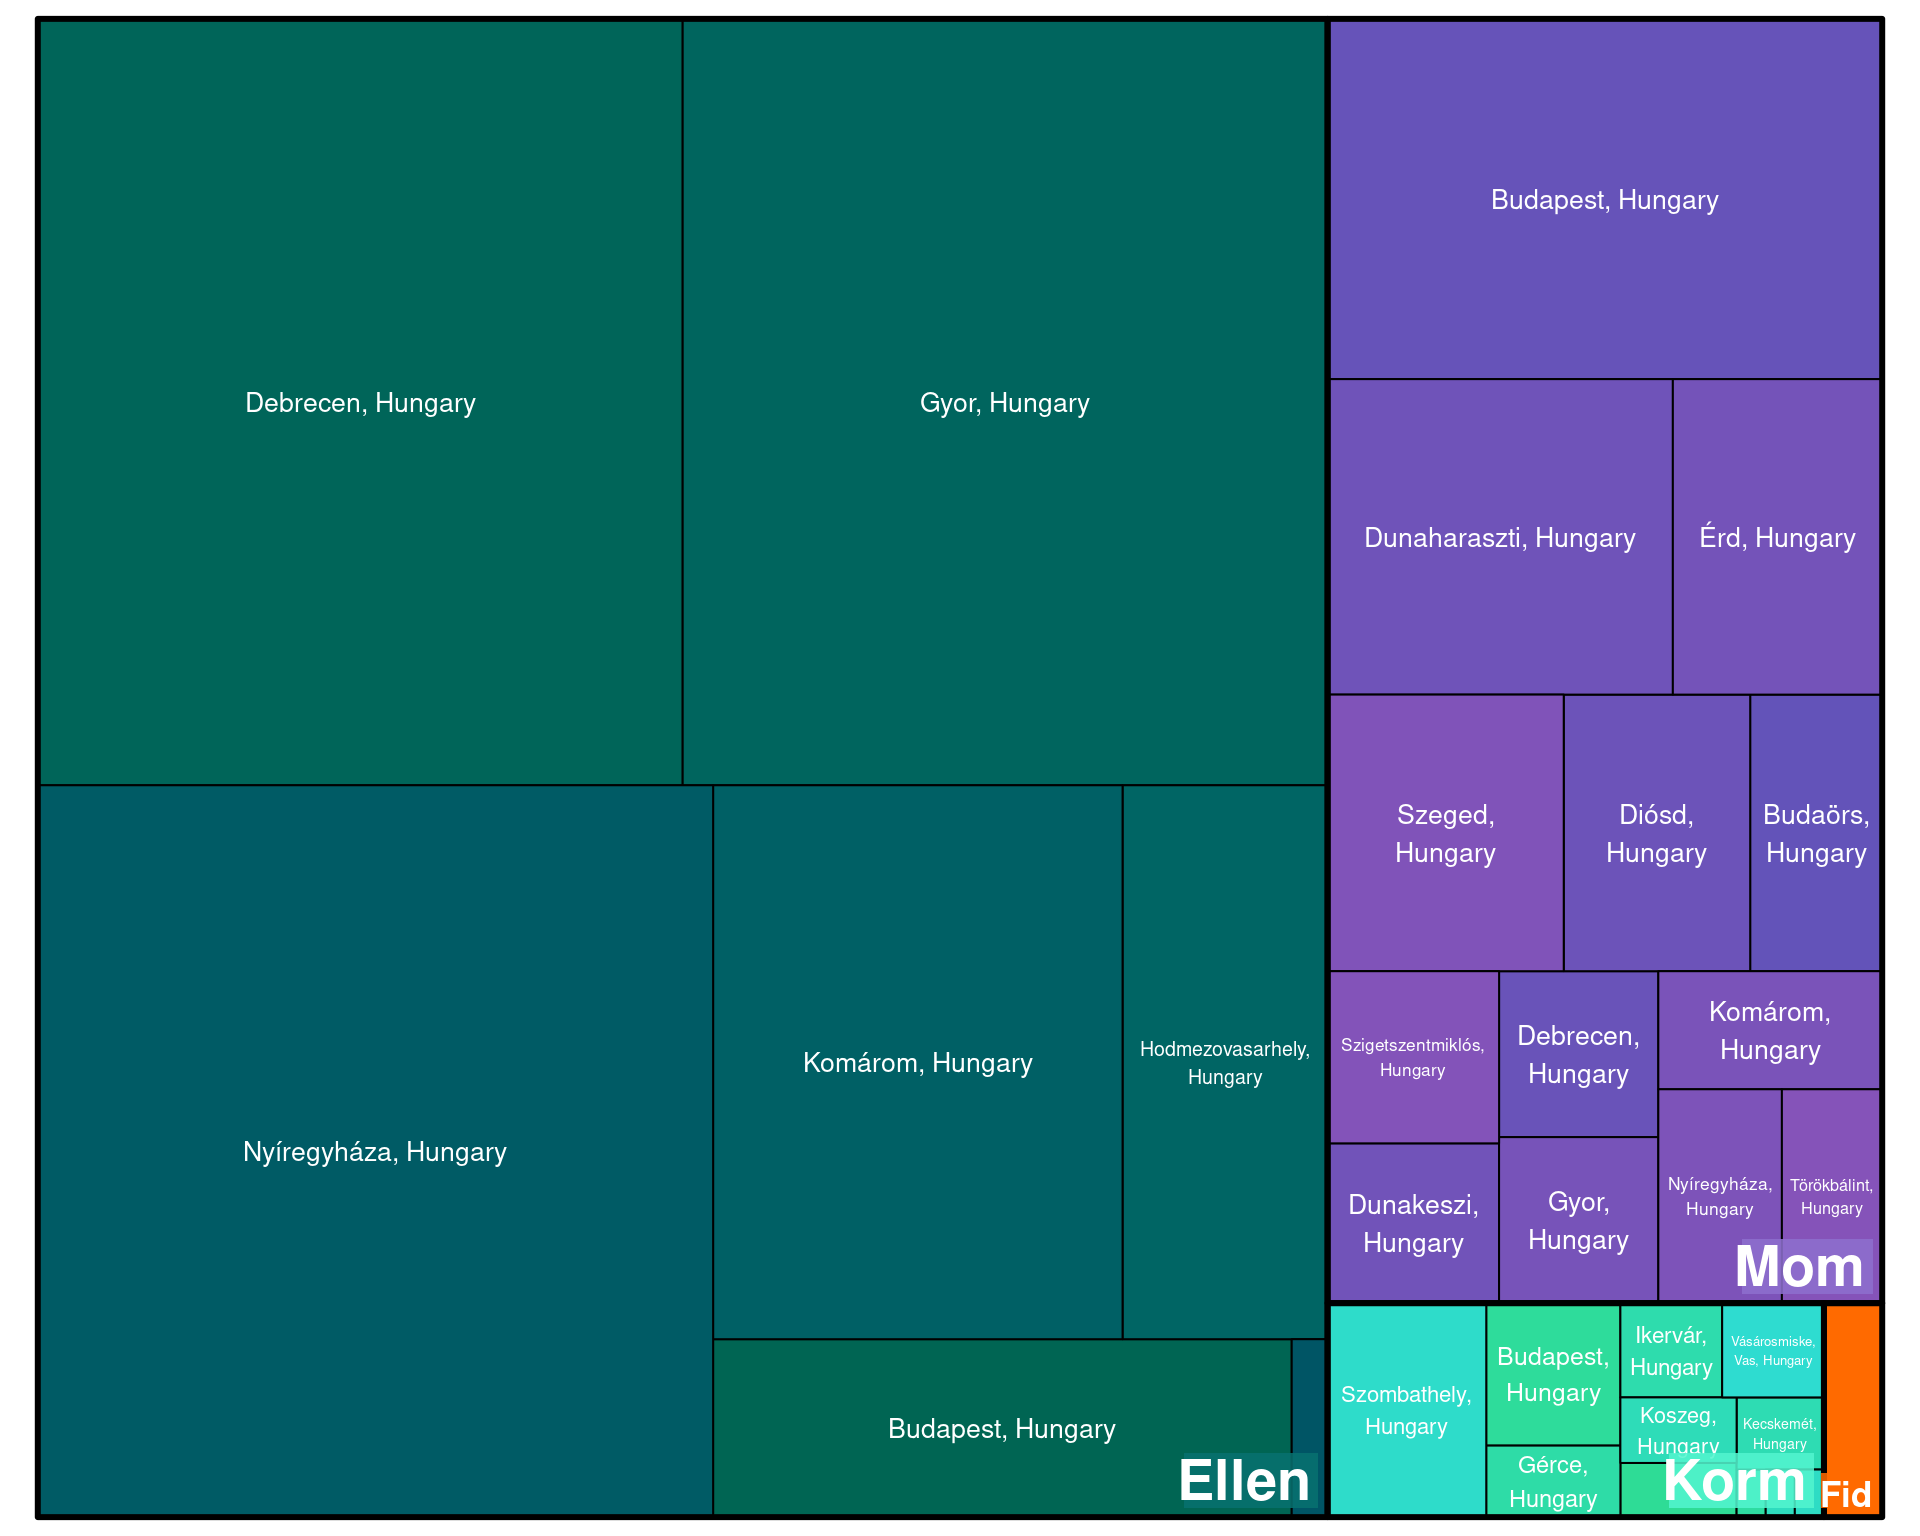 Debrecen, Hungary
Gyor, Hungary
Nyíregyháza, Hungary
Komárom, Hungary
Hodmezovasarhely,
Hungary
Budapest, Hungary
Ellen
Budapest, Hungary
Dunaharaszti, Hungary
Érd, Hungary
Szeged,
Hungary
Diósd,
Hungary
Budaörs,
Hungary
Szigetszentmiklós,
Hungary
Debrecen,
Hungary
Komárom,
Hungary
Dunakeszi,
Hungary
Gyor,
Hungary
Nyíregyháza,
Hungary
Törökbálint,
Hungary
Mom
Szombathely,
Hungary
Budapest,
Hungary
Gérce,
Hungary
Ikervár,
Hungary
Vásárosmiske,
Vas, Hungary
Koszeg,
Hungary
Kecskemét,
Hungary
Korm
Fid